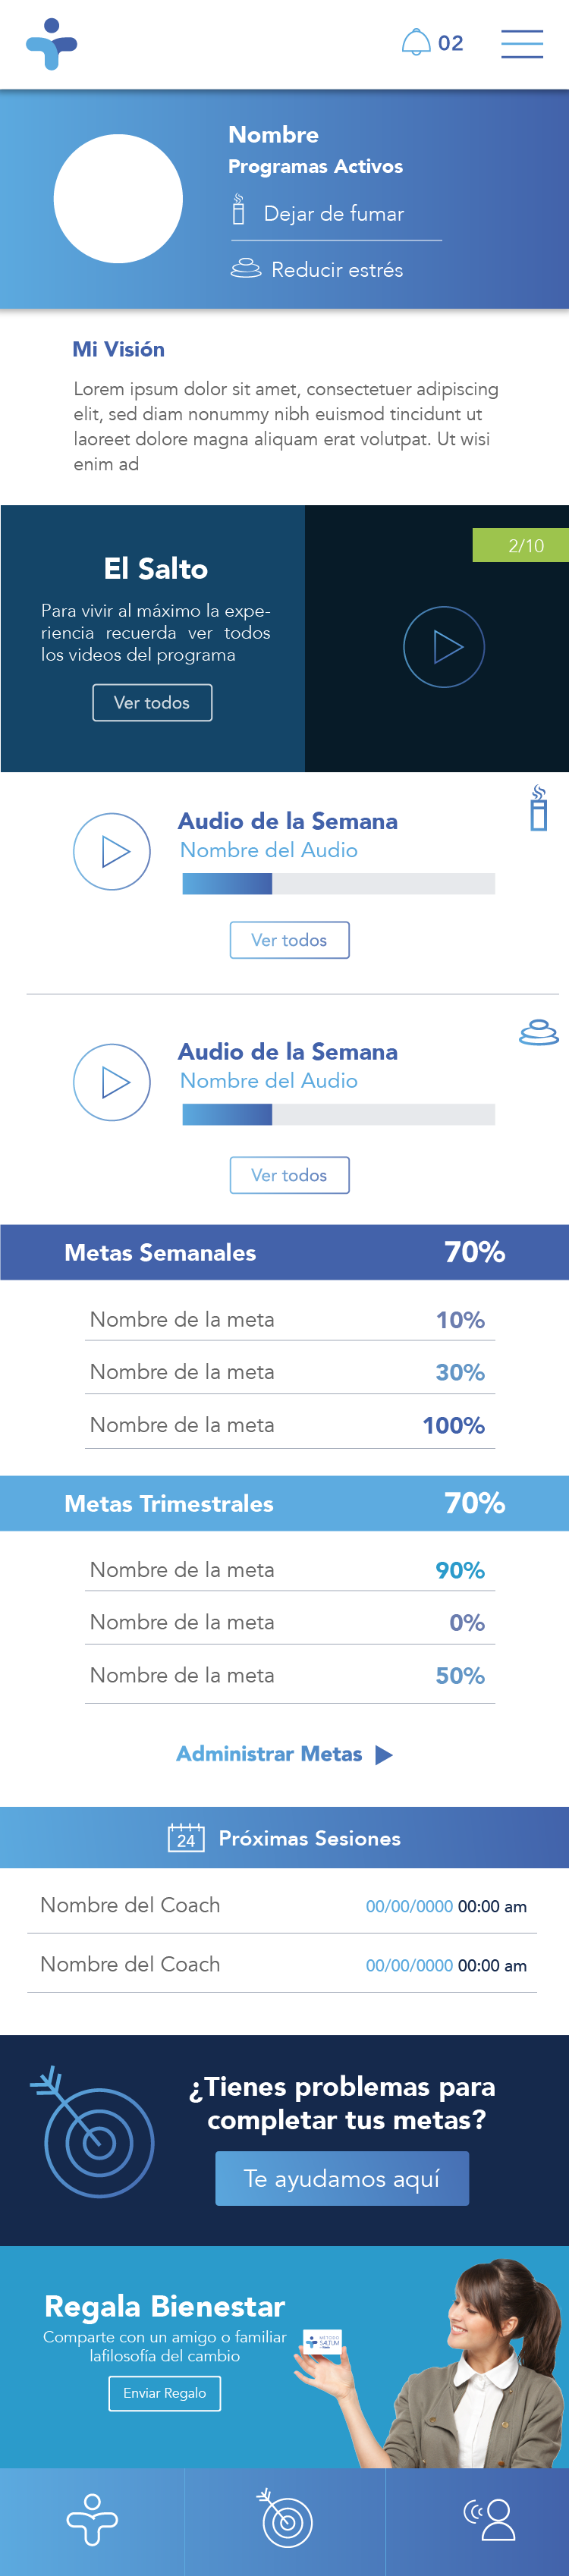 02
Nombre
Programas Activos
Dejar de fumar
Reducir estrés
Mi Visión
Lorem ipsum dolor sit amet, consectetuer adipiscing
elit, sed diam nonummy nibh euismod tincidunt ut
laoreet dolore magna aliquam erat volutpat. Ut wisi
enim ad
El Salto
Para vivir al máximo la expe-
riencia recuerda ver todos
los videos del programa
Ver todos
2/10
Audio de la Semana
Nombre del Audio
Ver todos
Audio de la Semana
Nombre del Audio
Ver todos
Metas Semanales 70%
Nombre de la meta 10%
Nombre de la meta 30%
Nombre de la meta 100%
Metas Trimestrales 70%
Nombre de la meta 90%
Nombre de la meta 0%
Nombre de la meta 50%
Administrar Metas
24 Próximas Sesiones
Nombre del Coach 00/00/0000 00:00 am
Nombre del Coach 00/00/0000 00:00 am
¿Tienes problemas para
completar tus metas?
Te ayudamos aquí
Regala Bienestar
Comparte con un amigo o familiar
lafilosofía del cambio
Enviar Regalo
SALTUM